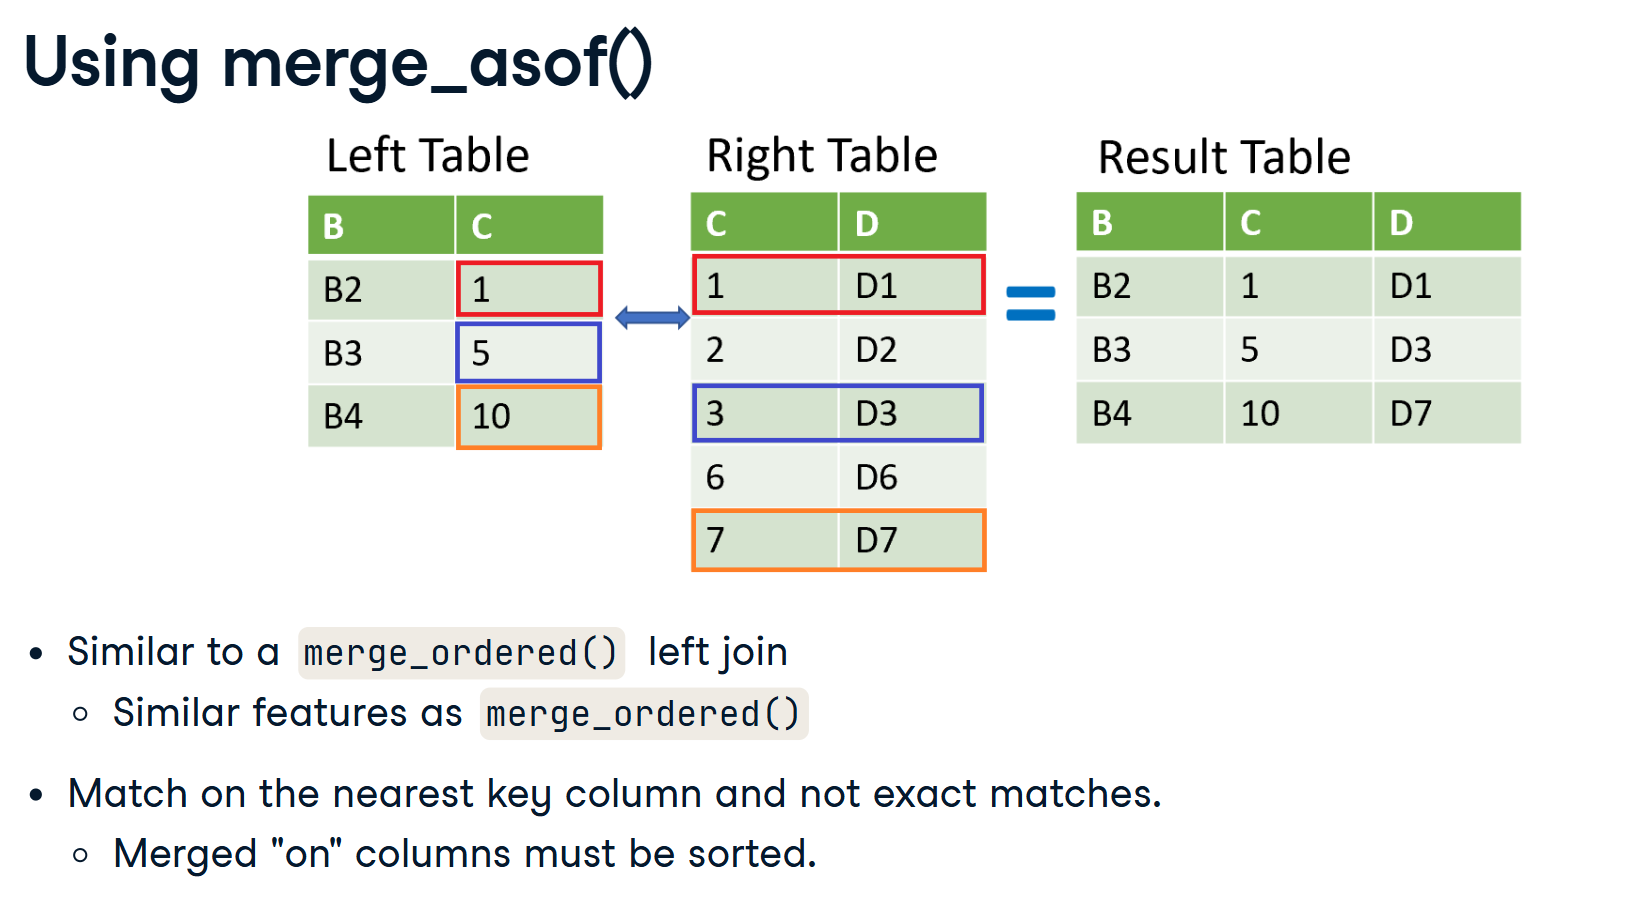 Using merge_asof()
Left Table
B C
B2 1
B3 5
B4 10
Right Table
C D
1 D1
2 D2
3 D3
6 D6
7 D7
=
Result Table
B C D
B2 1 D1
B3 5 D3
B4 10 D7
• Similar to a merge_ordered() left join
○ Similar features as merge_ordered()
• Match on the nearest key column and not exact matches.
○ Merged "on" columns must be sorted.